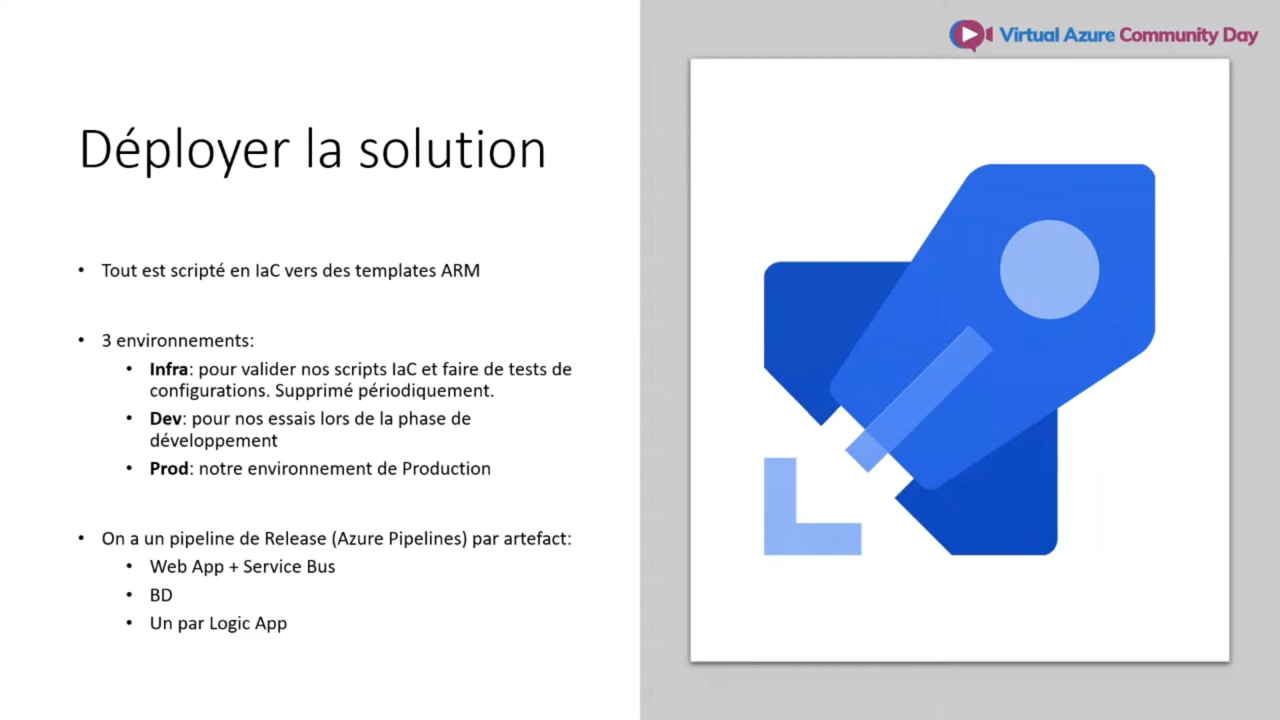 Virtual Azure Community Day
Déployer la solution
• Tout est scripté en IaC vers des templates ARM
• 3 environnements:
• Infra: pour valider nos scripts IaC et faire de tests de
configurations. Supprimé périodiquement.
• Dev: pour nos essais lors de la phase de
développement
• Prod: notre environnement de Production
• On a un pipeline de Release (Azure Pipelines) par artefact:
• Web App + Service Bus
• BD
• Un par Logic App